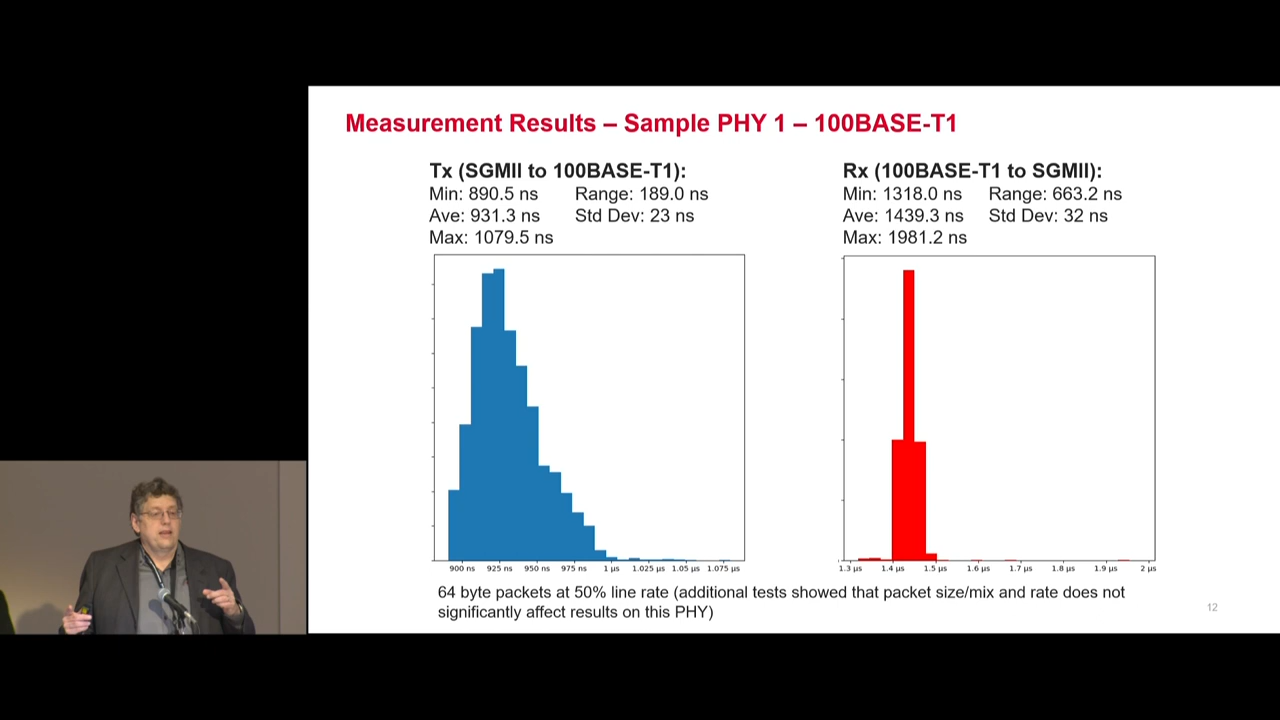 Measurement Results – Sample PHY 1 – 100BASE-T1
Tx (SGMII to 100BASE-T1):
Min: 890.5 ns Range: 189.0 ns
Ave: 931.3 ns Std Dev: 23 ns
Max: 1079.5 ns
Rx (100BASE-T1 to SGMII):
Min: 1318.0 ns Range: 663.2 ns
Ave: 1439.3 ns Std Dev: 32 ns
Max: 1981.2 ns
900 ns 925 ns 950 ns 975 ns 1 µs 1.025 µs 1.05 µs 1.075 µs
1.3 µs 1.4 µs 1.5 µs 1.6 µs 1.7 µs 1.8 µs 1.9 µs 2 µs
64 byte packets at 50% line rate (additional tests showed that packet size/mix and rate does not
significantly affect results on this PHY)
12